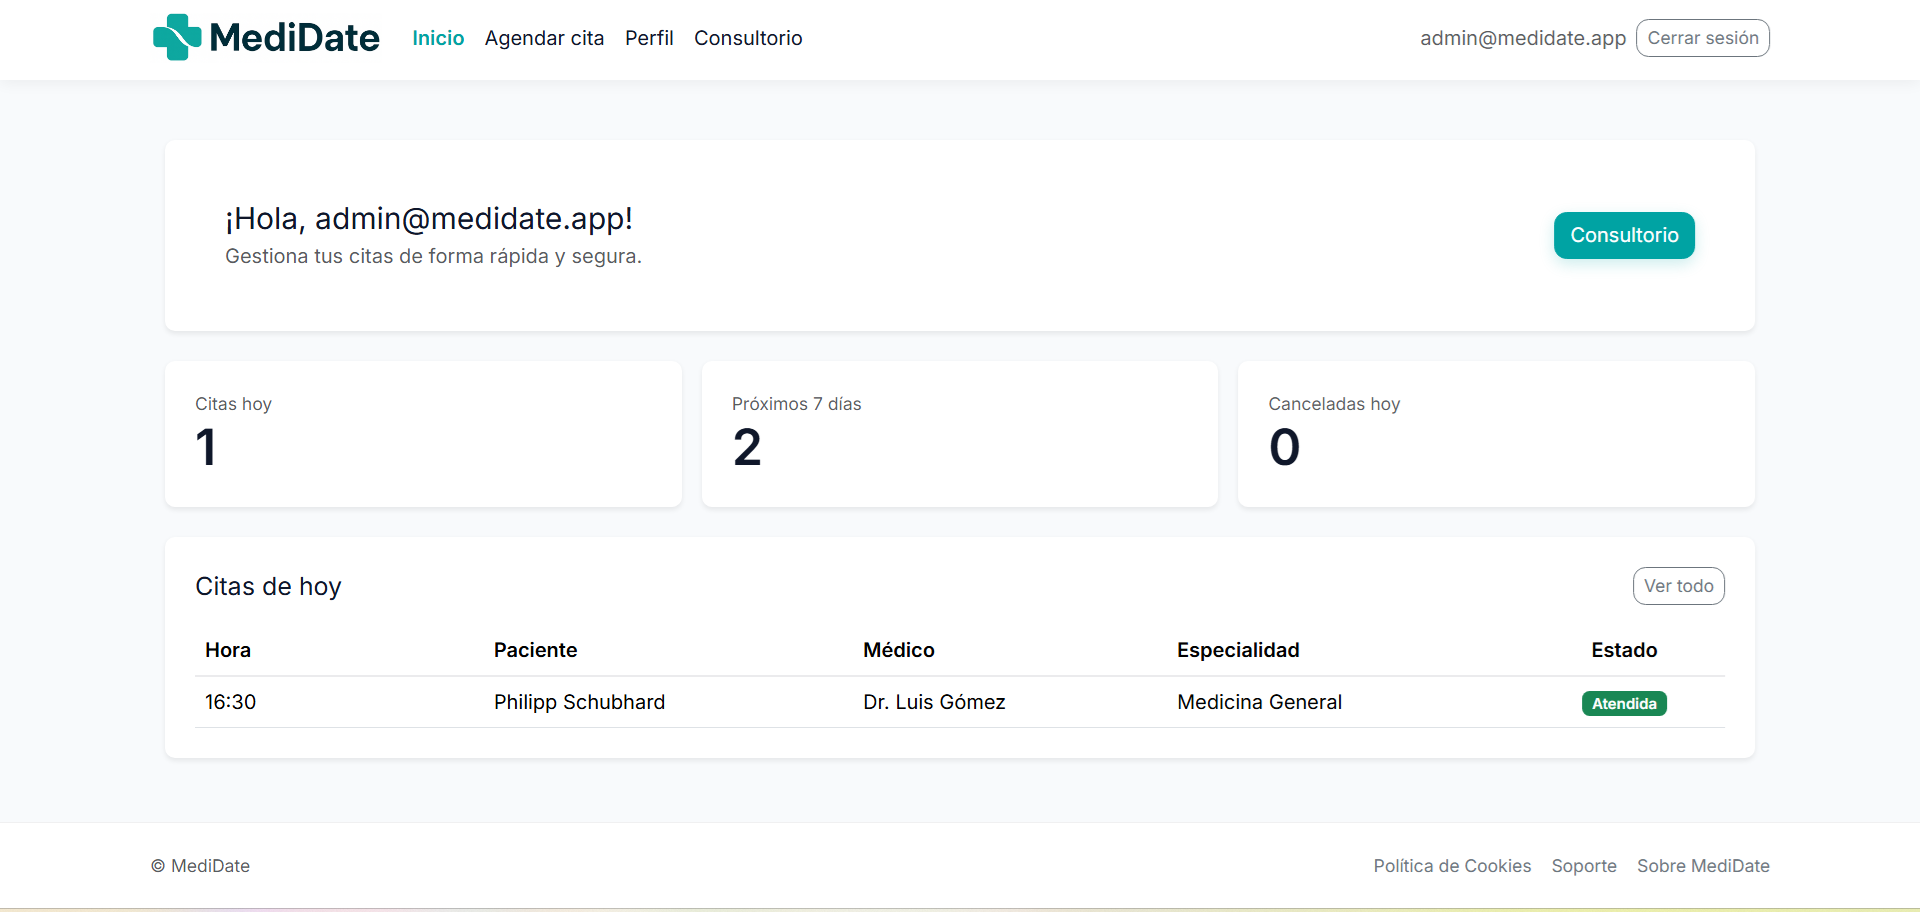 MediDate Inicio Agendar cita Perfil Consultorio admin@medidate.app Cerrar sesión
¡Hola, admin@medidate.app!
Gestiona tus citas de forma rápida y segura.
Consultorio
Citas hoy
1
Próximos 7 días
2
Canceladas hoy
0
Citas de hoy
Ver todo
Hora Paciente Médico Especialidad Estado
16:30 Philipp Schubhard Dr. Luis Gómez Medicina General Atendida
© MediDate Política de Cookies Soporte Sobre MediDate